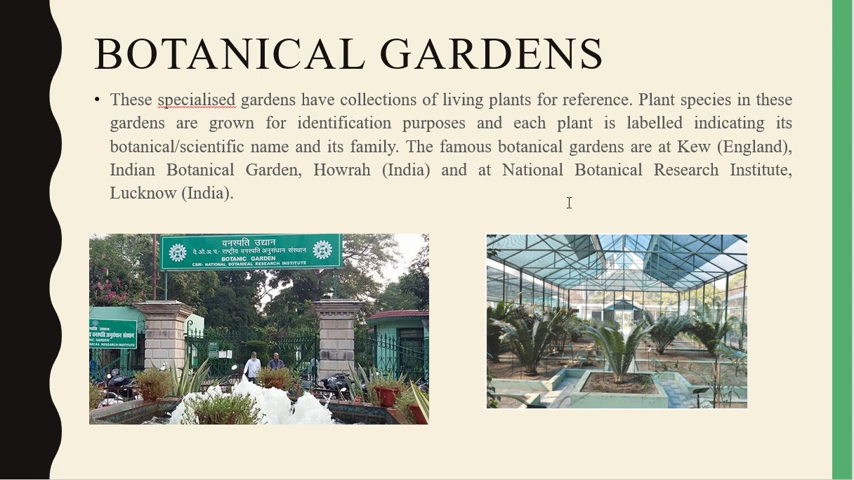 BOTANICAL GARDENS
• These specialised gardens have collections of living plants for reference. Plant species in these
gardens are grown for identification purposes and each plant is labelled indicating its
botanical/scientific name and its family. The famous botanical gardens are at Kew (England),
Indian Botanical Garden, Howrah (India) and at National Botanical Research Institute,
Lucknow (India).
वनस्पति उद्यान
वै.औ.अ.प.- राष्ट्रीय वनस्पति अनुसंधान संस्थान
BOTANIC GARDEN
CSIR- NATIONAL BOTANICAL RESEARCH INSTITUTE